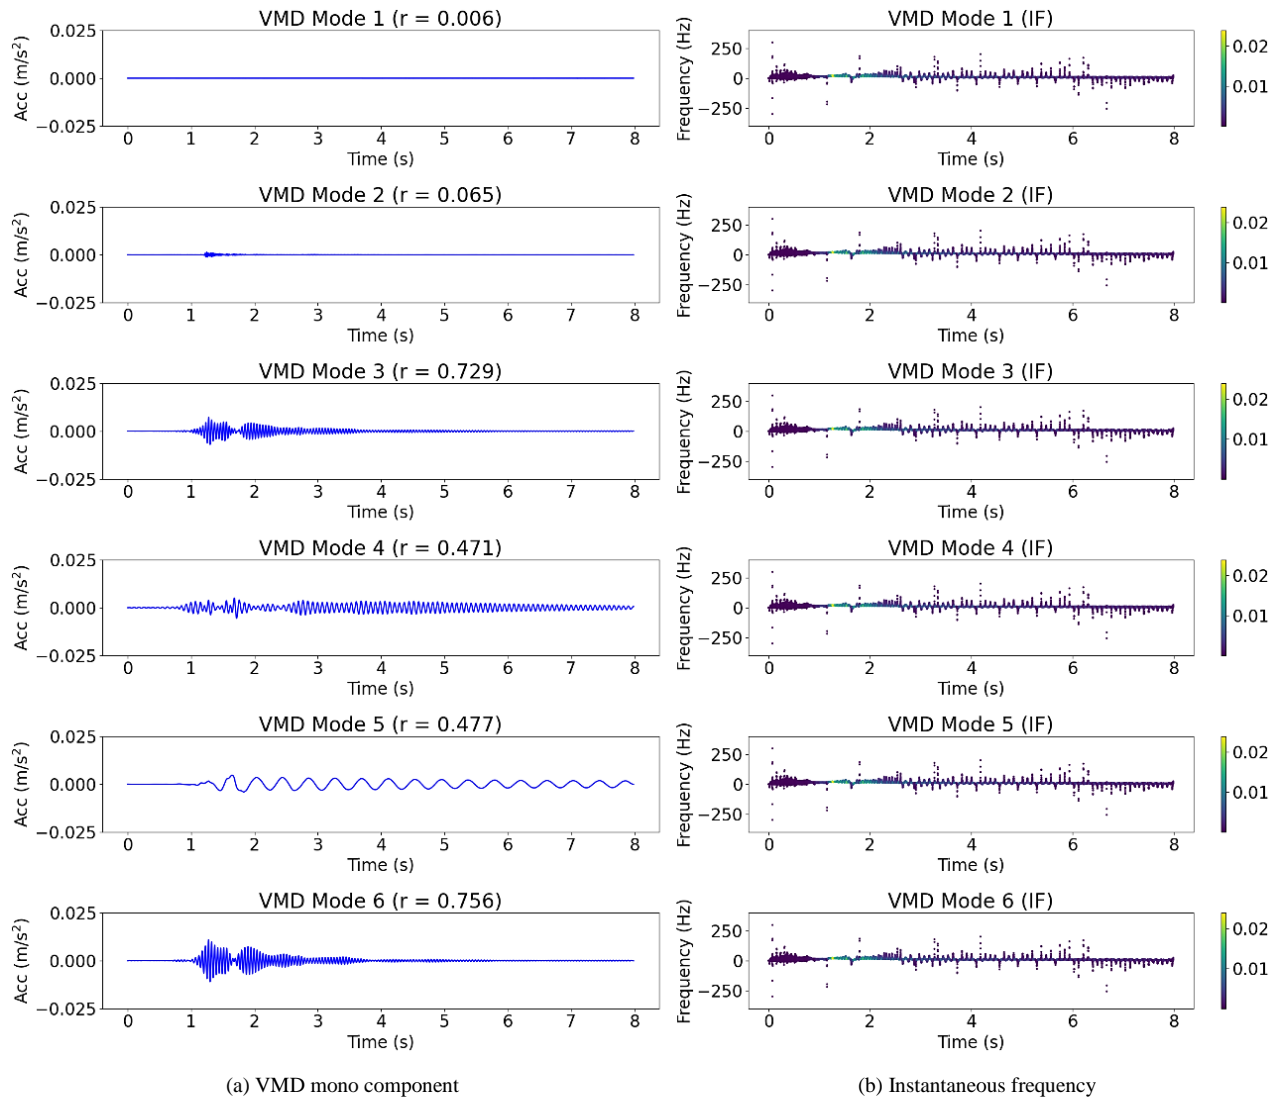 VMD Mode 1 (r = 0.006)
VMD Mode 1 (IF)
Acc (m/s²)
0.025
0.000
−0.025
0 1 2 3 4 5 6 7 8
Time (s)
Frequency (Hz)
250
0
−250
0 2 4 6 8
Time (s)
0.02
0.01
VMD Mode 2 (r = 0.065)
VMD Mode 2 (IF)
Acc (m/s²)
0.025
0.000
−0.025
0 1 2 3 4 5 6 7 8
Time (s)
Frequency (Hz)
250
0
−250
0 2 4 6 8
Time (s)
0.02
0.01
VMD Mode 3 (r = 0.729)
VMD Mode 3 (IF)
Acc (m/s²)
0.025
0.000
−0.025
0 1 2 3 4 5 6 7 8
Time (s)
Frequency (Hz)
250
0
−250
0 2 4 6 8
Time (s)
0.02
0.01
VMD Mode 4 (r = 0.471)
VMD Mode 4 (IF)
Acc (m/s²)
0.025
0.000
−0.025
0 1 2 3 4 5 6 7 8
Time (s)
Frequency (Hz)
250
0
−250
0 2 4 6 8
Time (s)
0.02
0.01
VMD Mode 5 (r = 0.477)
VMD Mode 5 (IF)
Acc (m/s²)
0.025
0.000
−0.025
0 1 2 3 4 5 6 7 8
Time (s)
Frequency (Hz)
250
0
−250
0 2 4 6 8
Time (s)
0.02
0.01
VMD Mode 6 (r = 0.756)
VMD Mode 6 (IF)
Acc (m/s²)
0.025
0.000
−0.025
0 1 2 3 4 5 6 7 8
Time (s)
Frequency (Hz)
250
0
−250
0 2 4 6 8
Time (s)
0.02
0.01
(a) VMD mono component
(b) Instantaneous frequency